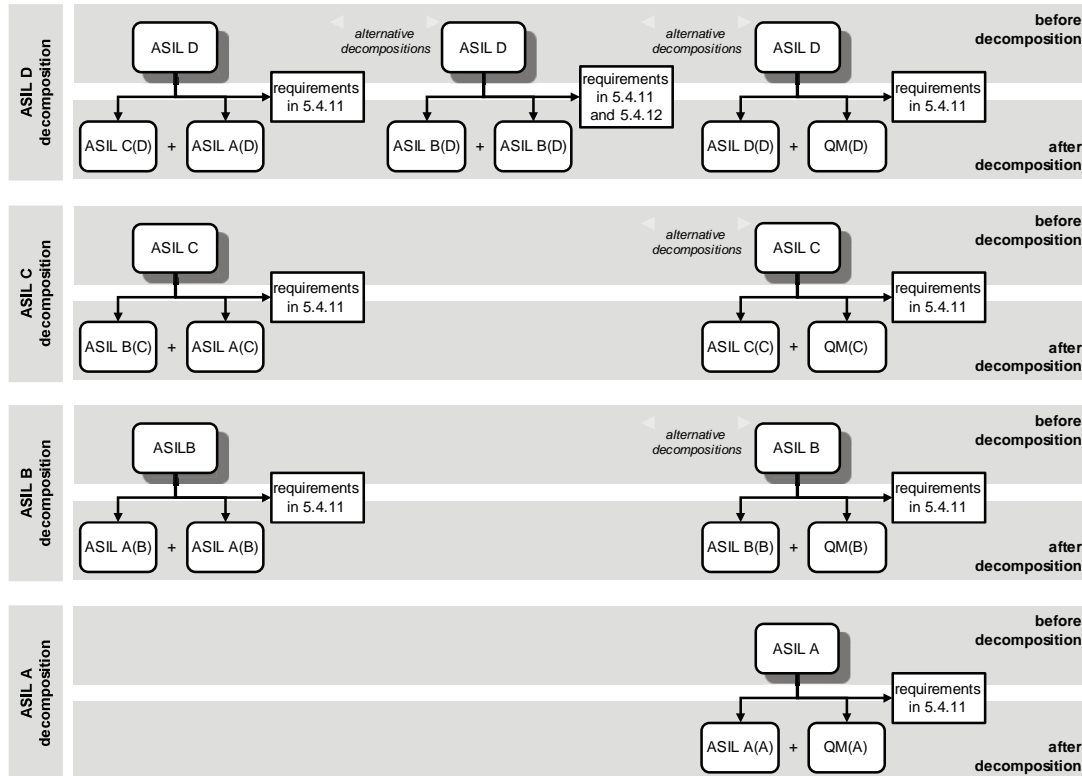 ASIL D
decomposition
before
decomposition
ASIL D
alternative
decompositions
ASIL D
alternative
decompositions
ASIL D
requirements
in 5.4.11
requirements
in 5.4.11
and 5.4.12
requirements
in 5.4.11
ASIL C(D) + ASIL A(D)
ASIL B(D) + ASIL B(D)
ASIL D(D) + QM(D)
after
decomposition
ASIL C
decomposition
before
decomposition
ASIL C
alternative
decompositions
ASIL C
requirements
in 5.4.11
requirements
in 5.4.11
ASIL B(C) + ASIL A(C)
ASIL C(C) + QM(C)
after
decomposition
ASIL B
decomposition
before
decomposition
ASILB
alternative
decompositions
ASIL B
requirements
in 5.4.11
requirements
in 5.4.11
ASIL A(B) + ASIL A(B)
ASIL B(B) + QM(B)
after
decomposition
ASIL A
decomposition
before
decomposition
ASIL A
requirements
in 5.4.11
ASIL A(A) + QM(A)
after
decomposition